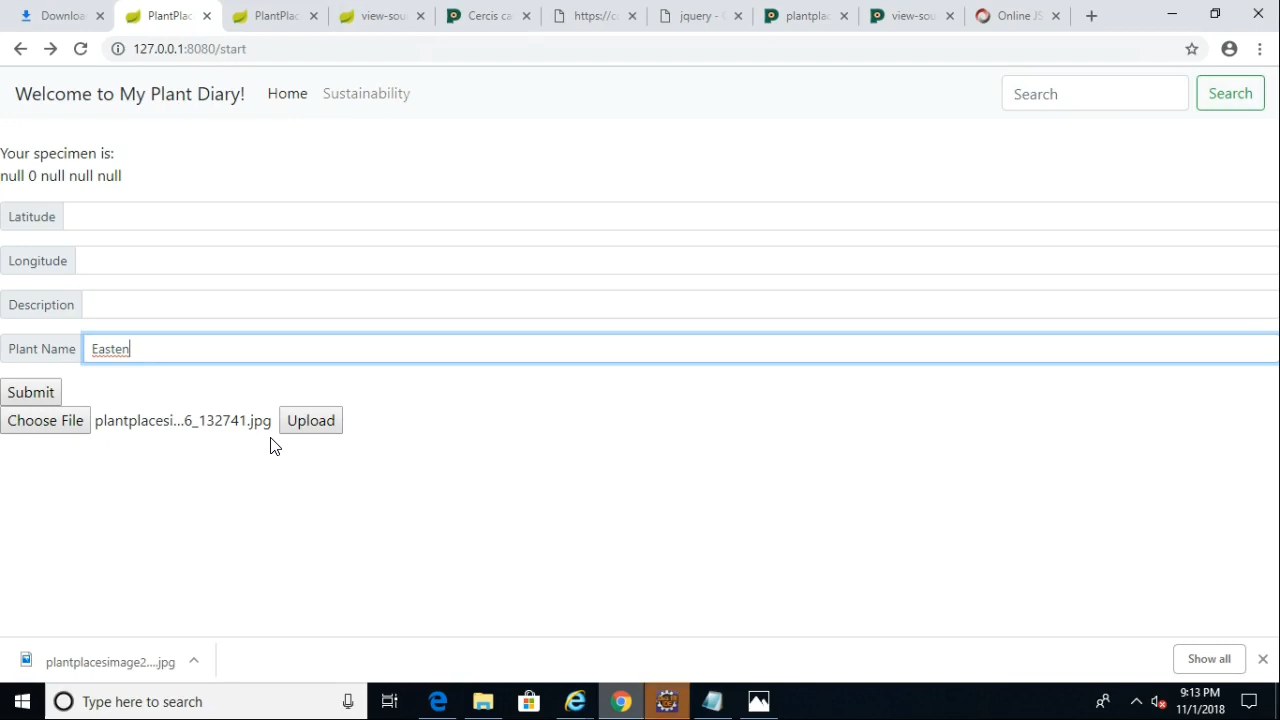 Downloa
PlantPlac
PlantPlac
view-sou
Cercis ca
https://c
jquery -
plantpla
view-sou
Online JS
127.0.0.1:8080/start
Welcome to My Plant Diary! Home Sustainability Search Search
Your specimen is:
null 0 null null null
Latitude
Longitude
Description
Plant Name Easten
Submit
Choose File plantplacesi...6_132741.jpg Upload
plantplacesimage2....jpg Show all
Type here to search 9:13 PM
11/1/2018